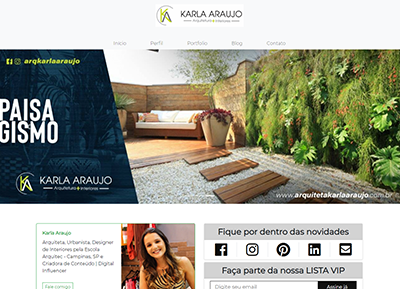 KARLA ARAUJO
Arquitetura+Interiores
Início Perfil Portfolio Blog Contato
arqkarlaaraujo
PAISA
GISMO
KARLA ARAUJO
Arquitetura+Interiores
www.arquitetakarlaaraujo.com.br
Karla Araujo
Arquiteta, Urbanista, Designer
de Interiores pela Escola
Arquitec - Campinas, SP e
Criadora de Conteúdo | Digital
Influencer
Fale comigo
Fique por dentro das novidades
Faça parte da nossa LISTA VIP
Digite seu email
Assine já